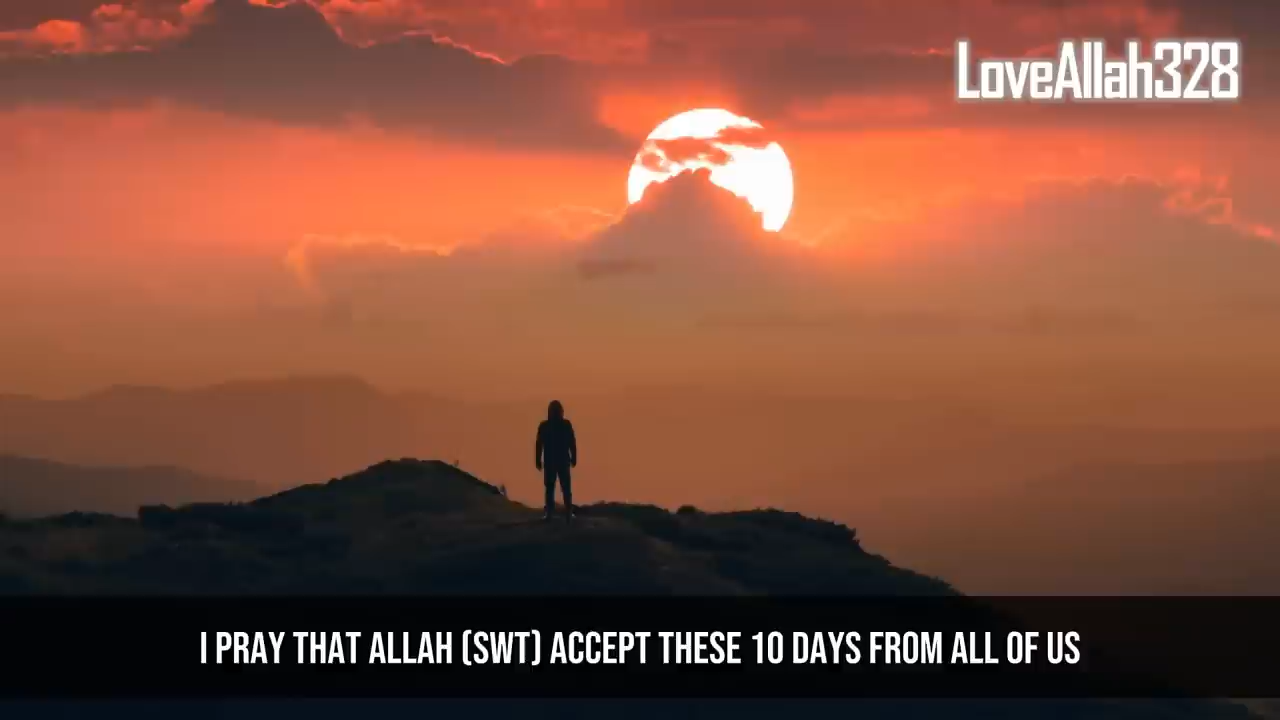 LoveAllah328
I PRAY THAT ALLAH (SWT) ACCEPT THESE 10 DAYS FROM ALL OF US